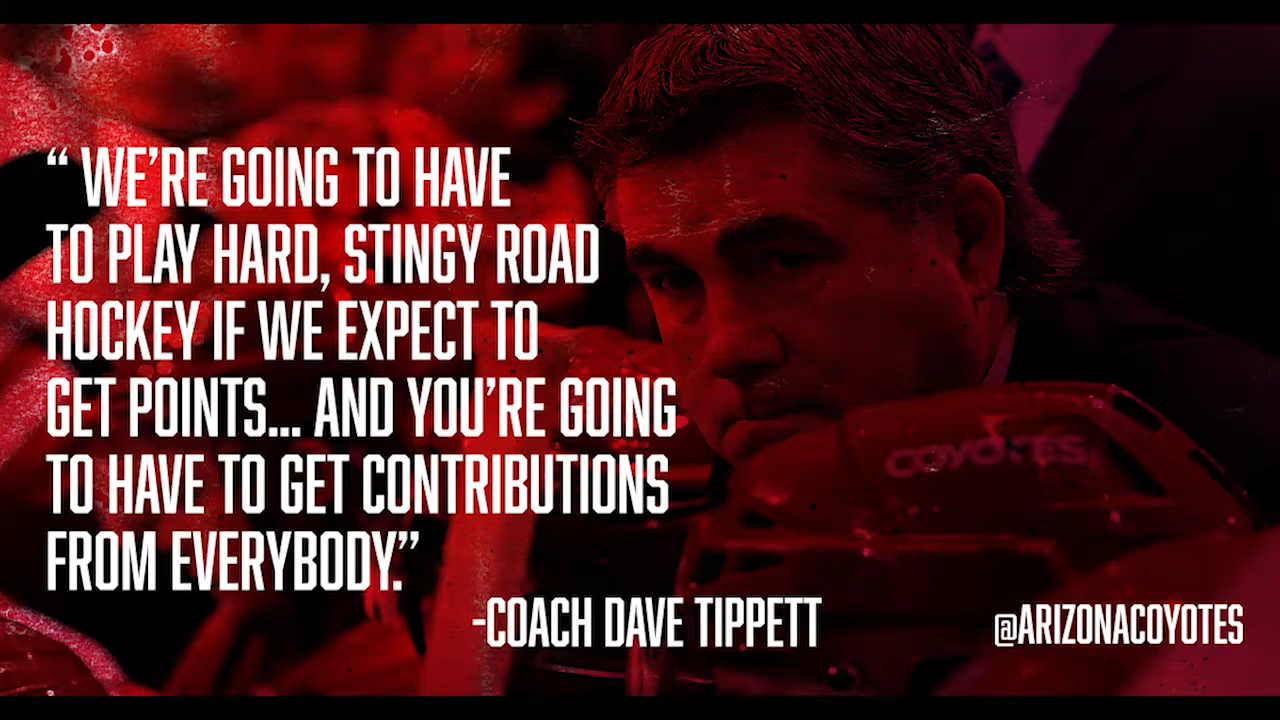 “ WE’RE GOING TO HAVE
TO PLAY HARD, STINGY ROAD
HOCKEY IF WE EXPECT TO
GET POINTS... AND YOU’RE GOING
TO HAVE TO GET CONTRIBUTIONS
FROM EVERYBODY.”
-COACH DAVE TIPPETT
@ARIZONACOYOTES
COYOTES